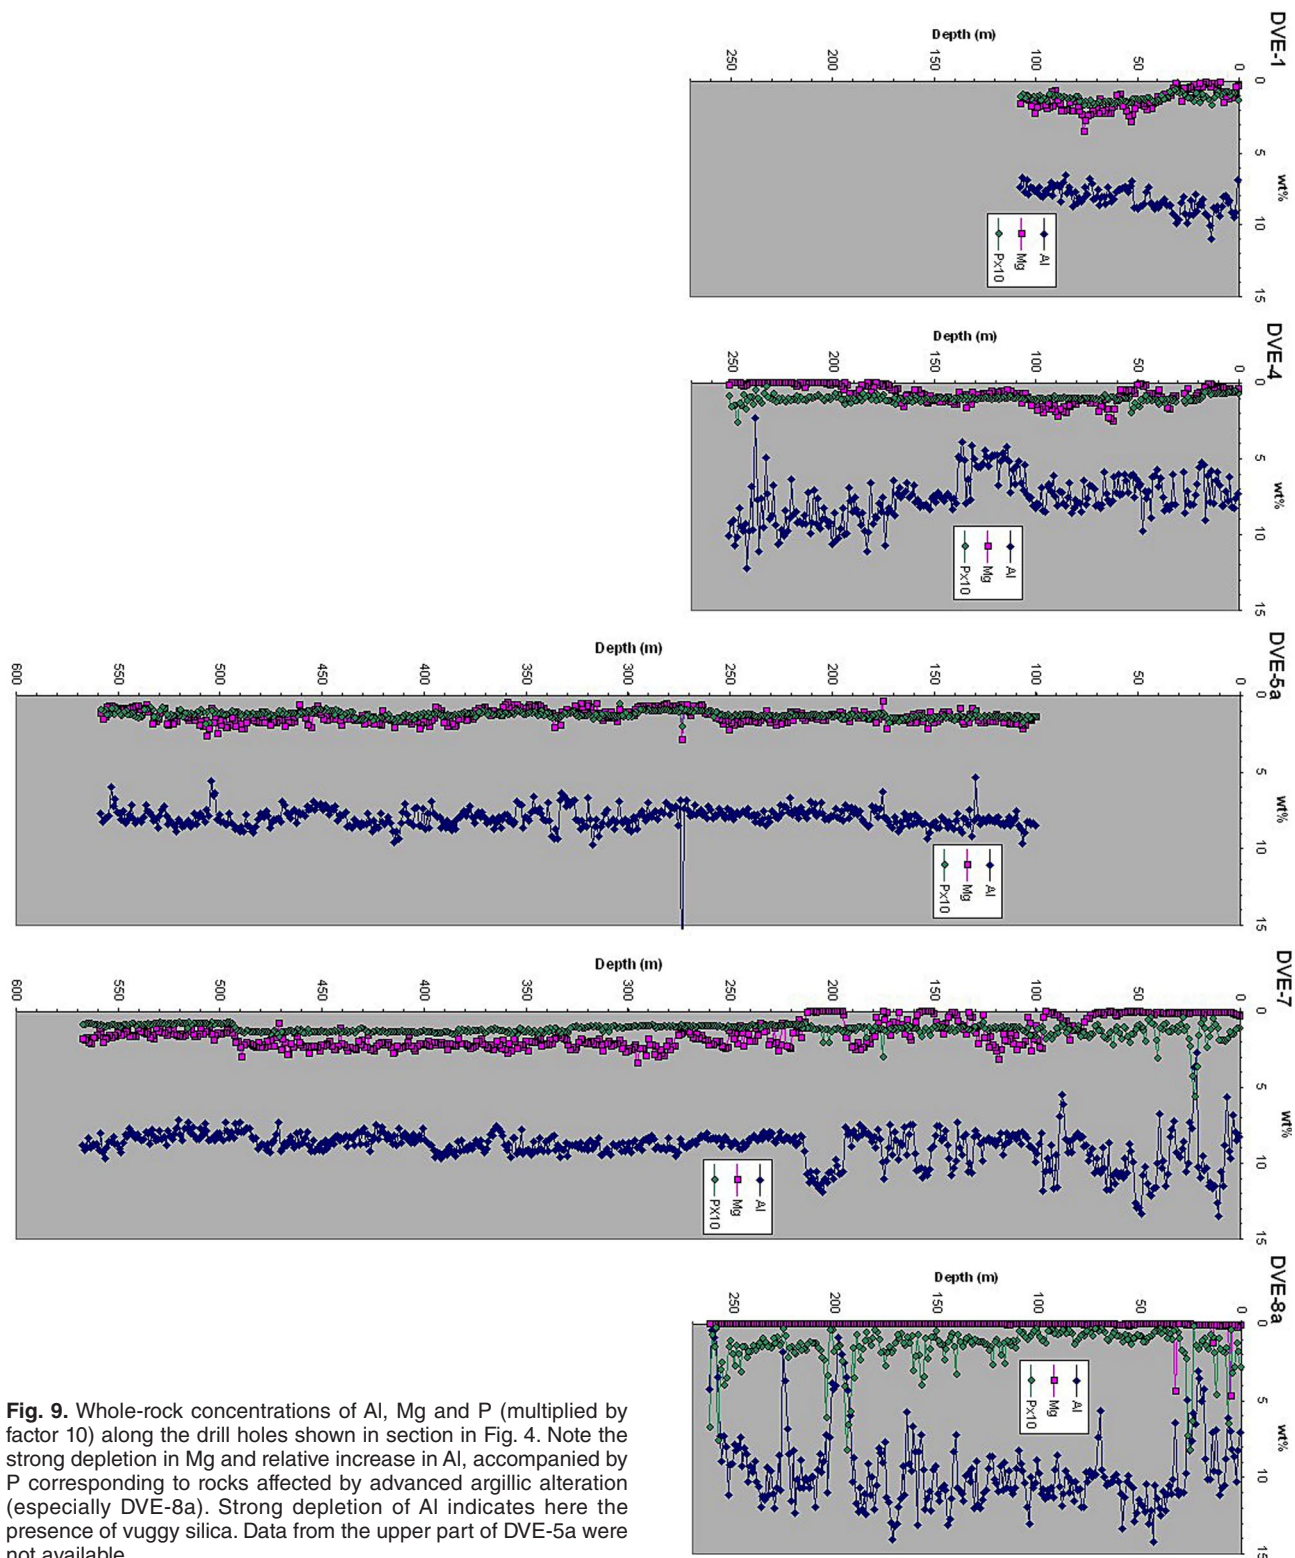 DVE-1
Depth (m)
250
200
150
100
50
0
0
5
10
15
wt%
Al
Mg
Px10
DVE-4
Depth (m)
250
200
150
100
50
0
0
5
10
15
wt%
Al
Mg
Px10
DVE-5a
Depth (m)
600
550
500
450
400
350
300
250
200
150
100
50
0
0
5
10
15
wt%
Al
Mg
Px10
DVE-7
Depth (m)
600
550
500
450
400
350
300
250
200
150
100
50
0
0
5
10
15
wt%
Al
Mg
PX10
DVE-8a
Depth (m)
250
200
150
100
50
0
0
5
10
15
wt%
Al
Mg
Px10
Fig. 9. Whole-rock concentrations of Al, Mg and P (multiplied by
factor 10) along the drill holes shown in section in Fig. 4. Note the
strong depletion in Mg and relative increase in Al, accompanied by
P corresponding to rocks affected by advanced argillic alteration
(especially DVE-8a). Strong depletion of Al indicates here the
presence of vuggy silica. Data from the upper part of DVE-5a were
not available